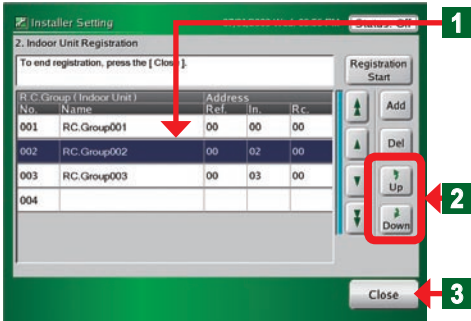 Installer Setting
1
2. Indoor Unit Registration
To end registration, press the [ Close ].
Registration
Start
R.C.Group ( Indoor Unit ) Address
No. Name Ref. In. Rc.
001 RC.Group001 00 00 00
Add
002 RC.Group002 00 02 00
Del
003 RC.Group003 00 03 00
Up
2
004
Down
Close
3